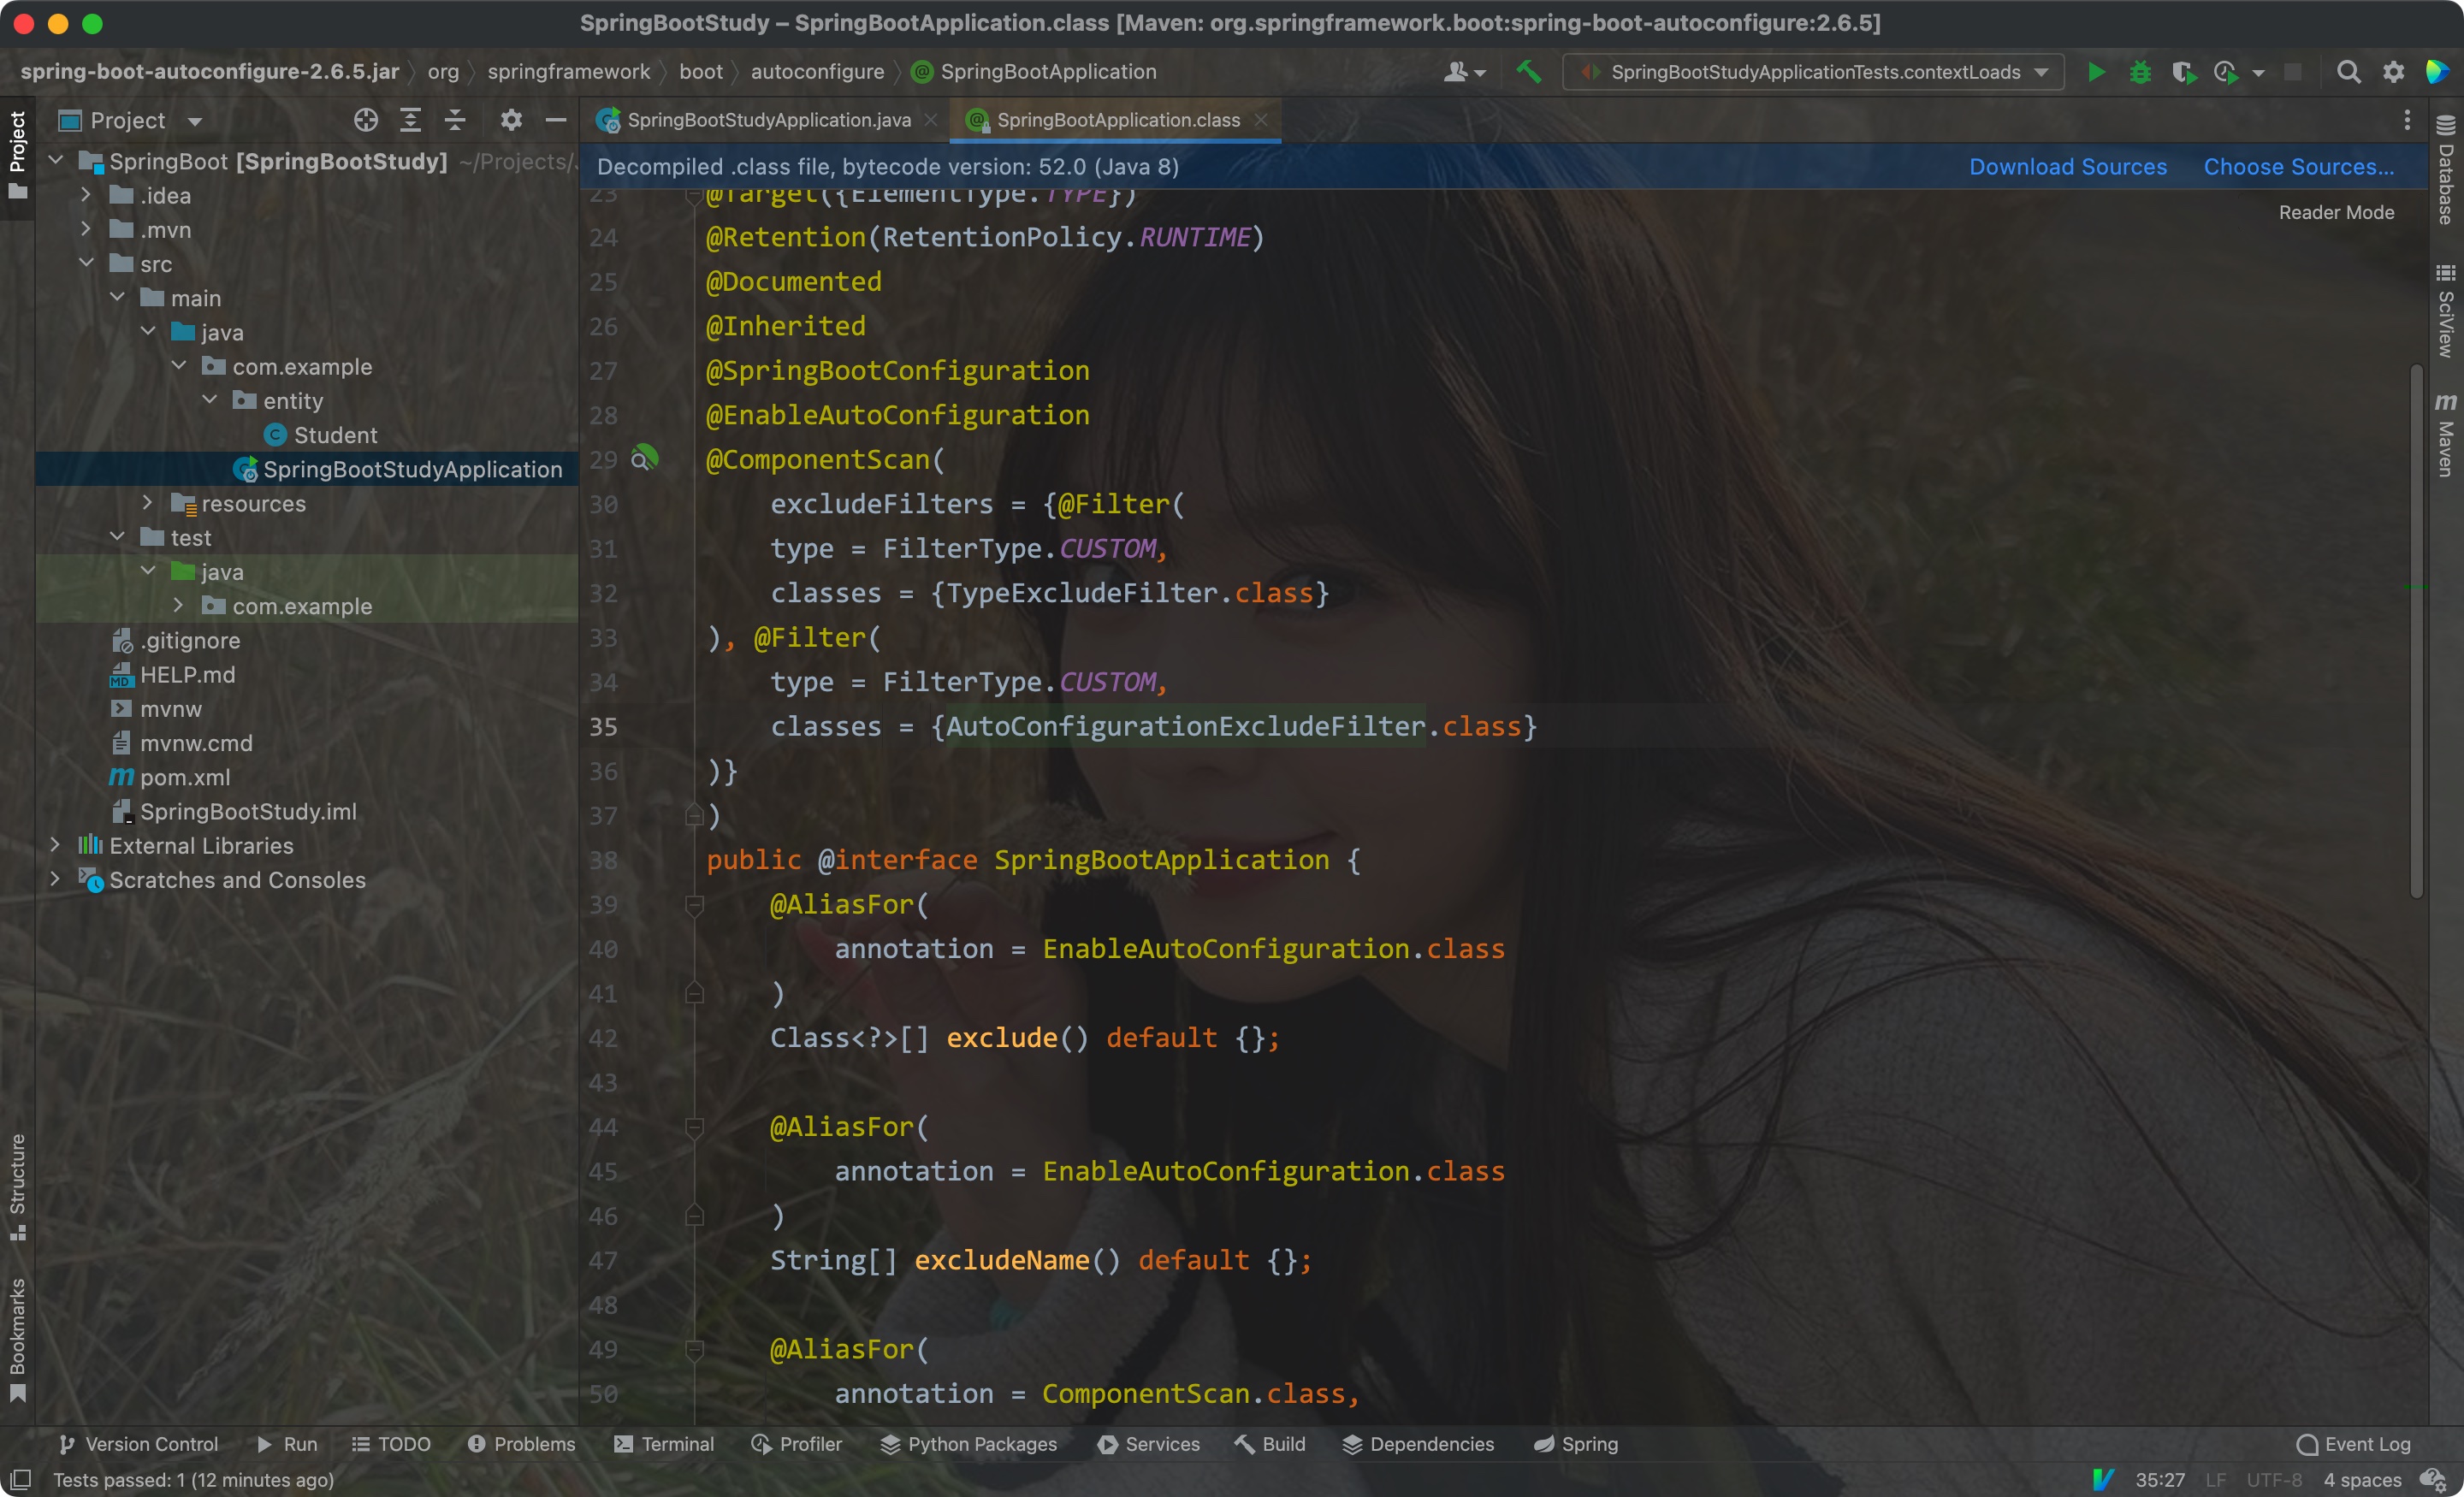 SpringBootStudy – SpringBootApplication.class [Maven: org.springframework.boot:spring-boot-autoconfigure:2.6.5]
spring-boot-autoconfigure-2.6.5.jar org springframework boot autoconfigure SpringBootApplication
SpringBootStudyApplicationTests.contextLoads
Project
Project
SpringBootStudyApplication.java
SpringBootApplication.class
Decompiled .class file, bytecode version: 52.0 (Java 8)
Download Sources
Choose Sources...
Reader Mode
SpringBoot [SpringBootStudy] ~/Projects/
.idea
.mvn
src
main
java
com.example
entity
Student
SpringBootStudyApplication
resources
test
java
com.example
.gitignore
HELP.md
mvnw
mvnw.cmd
pom.xml
SpringBootStudy.iml
External Libraries
Scratches and Consoles
23 @Target({ElementType.TYPE})
24 @Retention(RetentionPolicy.RUNTIME)
25 @Documented
26 @Inherited
27 @SpringBootConfiguration
28 @EnableAutoConfiguration
29 @ComponentScan(
30 excludeFilters = {@Filter(
31 type = FilterType.CUSTOM,
32 classes = {TypeExcludeFilter.class}
33 ), @Filter(
34 type = FilterType.CUSTOM,
35 classes = {AutoConfigurationExcludeFilter.class}
36 )}
37 )
38 public @interface SpringBootApplication {
39 @AliasFor(
40 annotation = EnableAutoConfiguration.class
41 )
42 Class<?>[] exclude() default {};
43
44 @AliasFor(
45 annotation = EnableAutoConfiguration.class
46 )
47 String[] excludeName() default {};
48
49 @AliasFor(
50 annotation = ComponentScan.class,
Database
SciView
m Maven
Structure
Bookmarks
Version Control Run TODO Problems Terminal Profiler Python Packages Services Build Dependencies Spring Event Log
Tests passed: 1 (12 minutes ago)
35:27 LF UTF-8 4 spaces